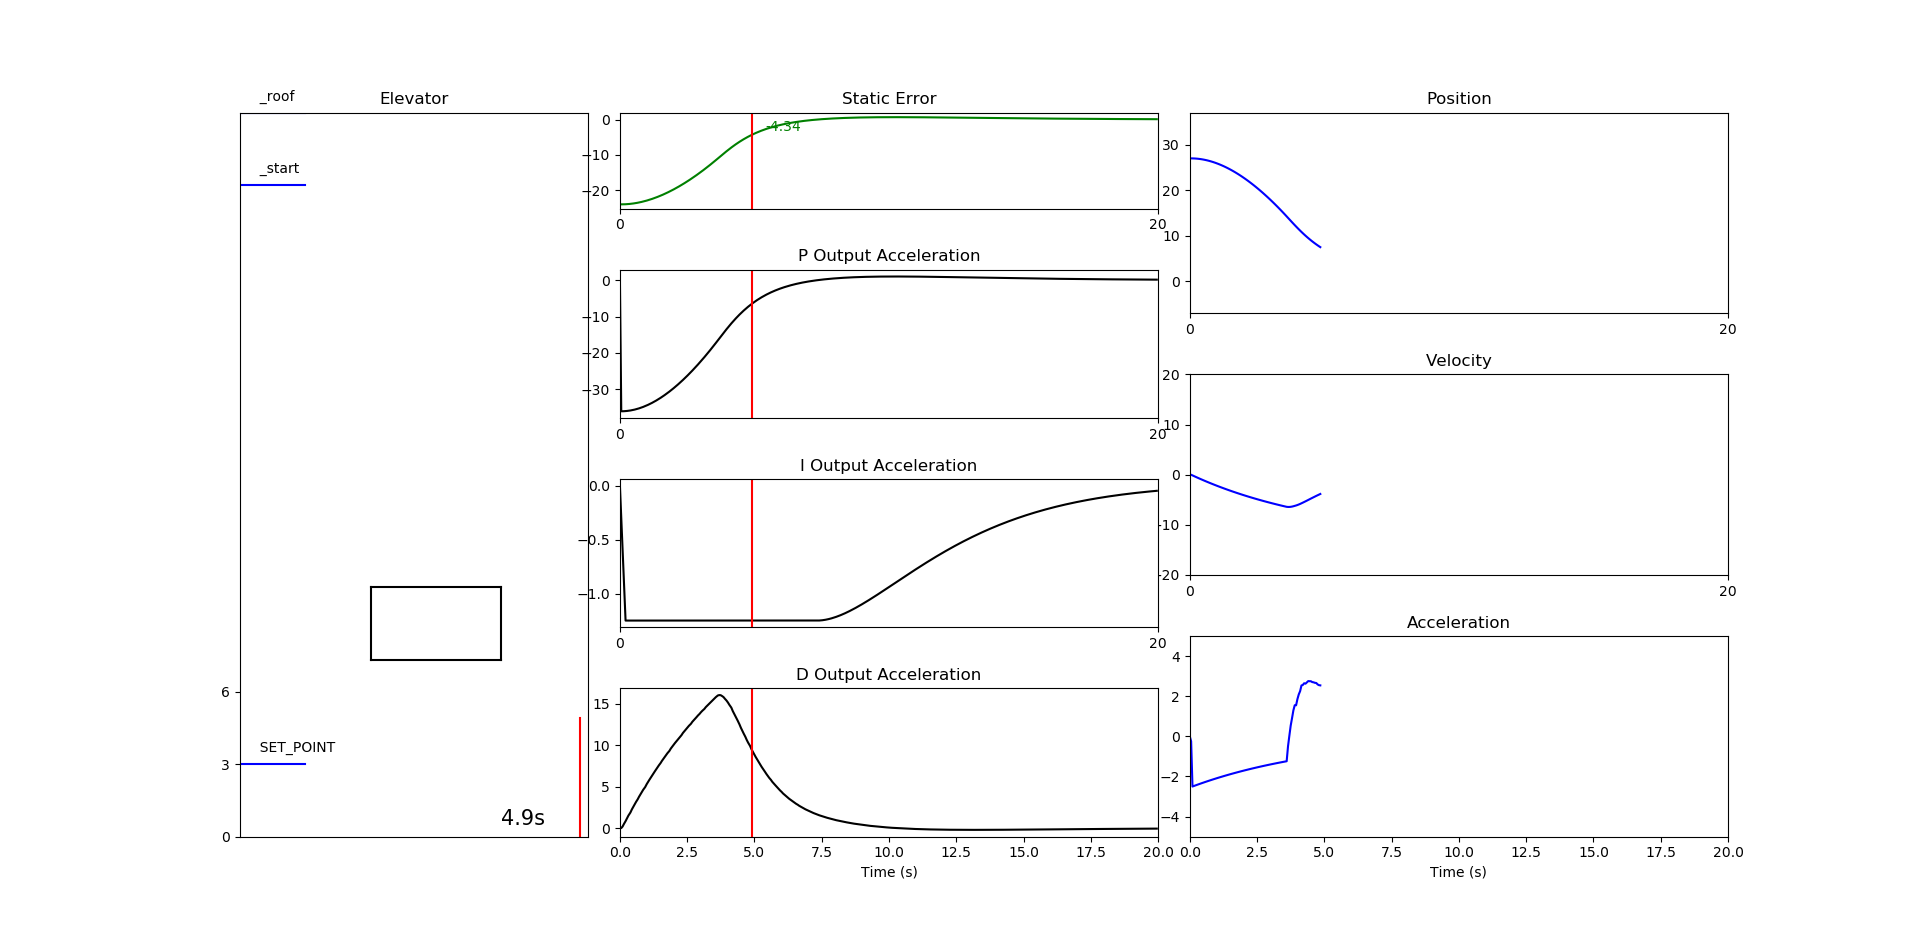 _roof
Elevator
_start
6
SET_POINT
3
4.9s
0
Static Error
0
-4.34
−10
−20
0
20
P Output Acceleration
0
−10
−20
−30
0
20
I Output Acceleration
0.0
−0.5
−1.0
0
20
D Output Acceleration
15
10
5
0
0.0 2.5 5.0 7.5 10.0 12.5 15.0 17.5 20.0
Time (s)
Position
30
20
10
0
0
20
Velocity
20
10
0
-10
-20
0
20
Acceleration
4
2
0
−2
−4
0.0 2.5 5.0 7.5 10.0 12.5 15.0 17.5 20.0
Time (s)